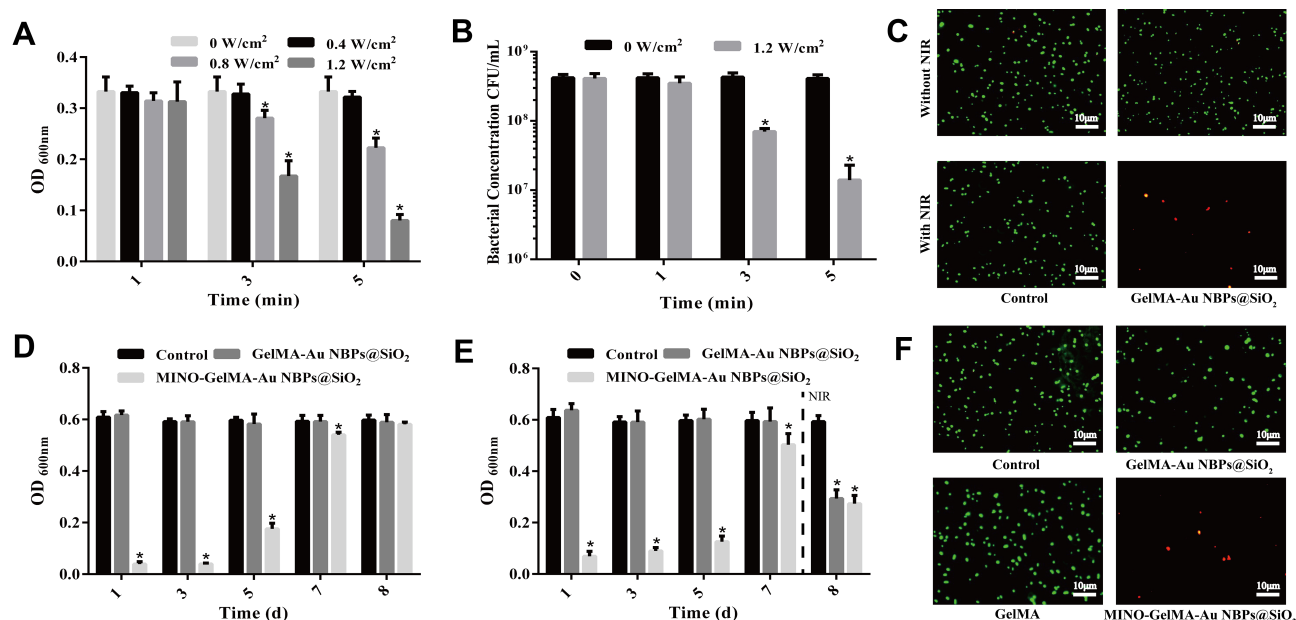 A
0 W/cm²
0.4 W/cm²
0.8 W/cm²
1.2 W/cm²
OD 600nm
0.4
0.3
0.2
0.1
0.0
*
*
*
*
1
3
5
Time (min)
B
0 W/cm²
1.2 W/cm²
Bacterial Concentration CFU/mL
10⁹
10⁸
10⁷
10⁶
*
*
0
1
3
5
Time (min)
C
Without NIR
10μm
10μm
With NIR
10μm
10μm
Control
GelMA-Au NBPs@SiO₂
D
Control
GelMA-Au NBPs@SiO₂
MINO-GelMA-Au NBPs@SiO₂
OD 600nm
0.8
0.6
0.4
0.2
0.0
*
*
*
*
1
3
5
7
8
Time (d)
E
Control
GelMA-Au NBPs@SiO₂
MINO-GelMA-Au NBPs@SiO₂
NIR
OD 600nm
0.8
0.6
0.4
0.2
0.0
*
*
*
*
*
*
1
3
5
7
8
Time (d)
F
10μm
10μm
Control
GelMA-Au NBPs@SiO₂
10μm
10μm
GelMA
MINO-GelMA-Au NBPs@SiO₂